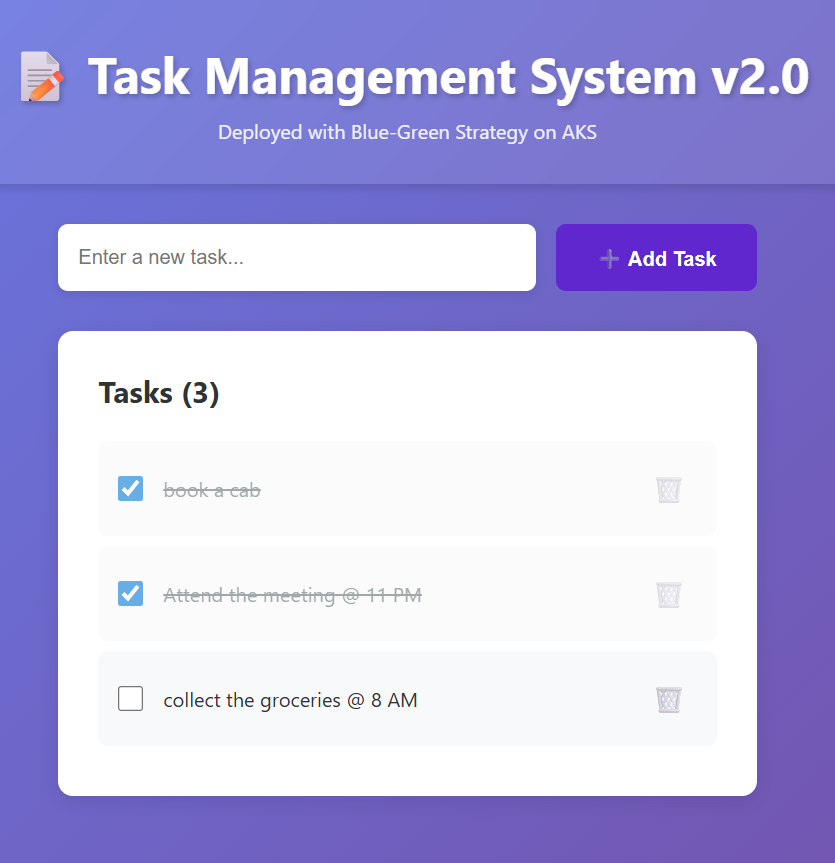 Task Management System v2.0
Deployed with Blue-Green Strategy on AKS
Enter a new task...
Add Task
Tasks (3)
book a cab
Attend the meeting @ 11 PM
collect the groceries @ 8 AM